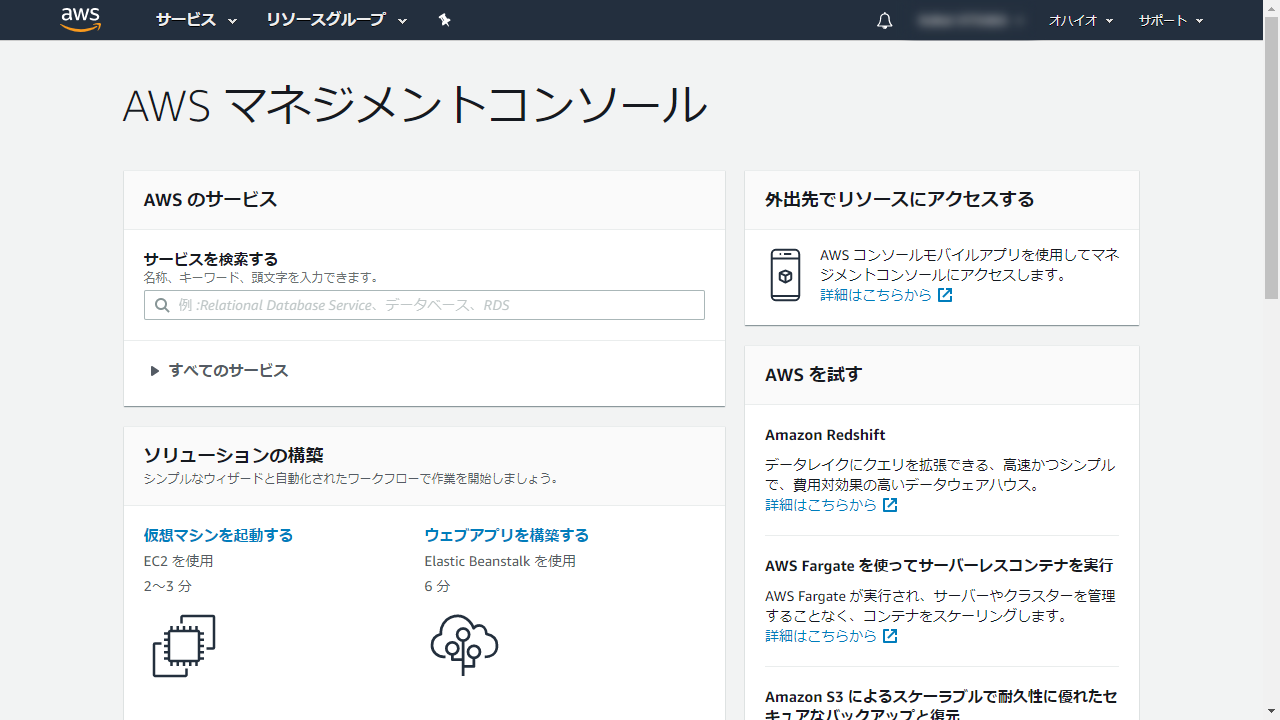 aws
サービス
リソースグループ
オハイオ
サポート
AWS マネジメントコンソール
AWS のサービス
サービスを検索する
名称、キーワード、頭文字を入力できます。
例 :Relational Database Service、データベース、RDS
すべてのサービス
ソリューションの構築
シンプルなウィザードと自動化されたワークフローで作業を開始しましょう。
仮想マシンを起動する
EC2 を使用
2～3 分
ウェブアプリを構築する
Elastic Beanstalk を使用
6 分
外出先でリソースにアクセスする
AWS コンソールモバイルアプリを使用してマネ
ジメントコンソールにアクセスします。
詳細はこちらから
AWS を試す
Amazon Redshift
データレイクにクエリを拡張できる、高速かつシンプル
で、費用対効果の高いデータウェアハウス。
詳細はこちらから
AWS Fargate を使ってサーバーレスコンテナを実行
AWS Fargate が実行され、サーバーやクラスターを管理
することなく、コンテナをスケーリングします。
詳細はこちらから
Amazon S3 によるスケーラブルで耐久性に優れたセ
キュアなバックアップと復元